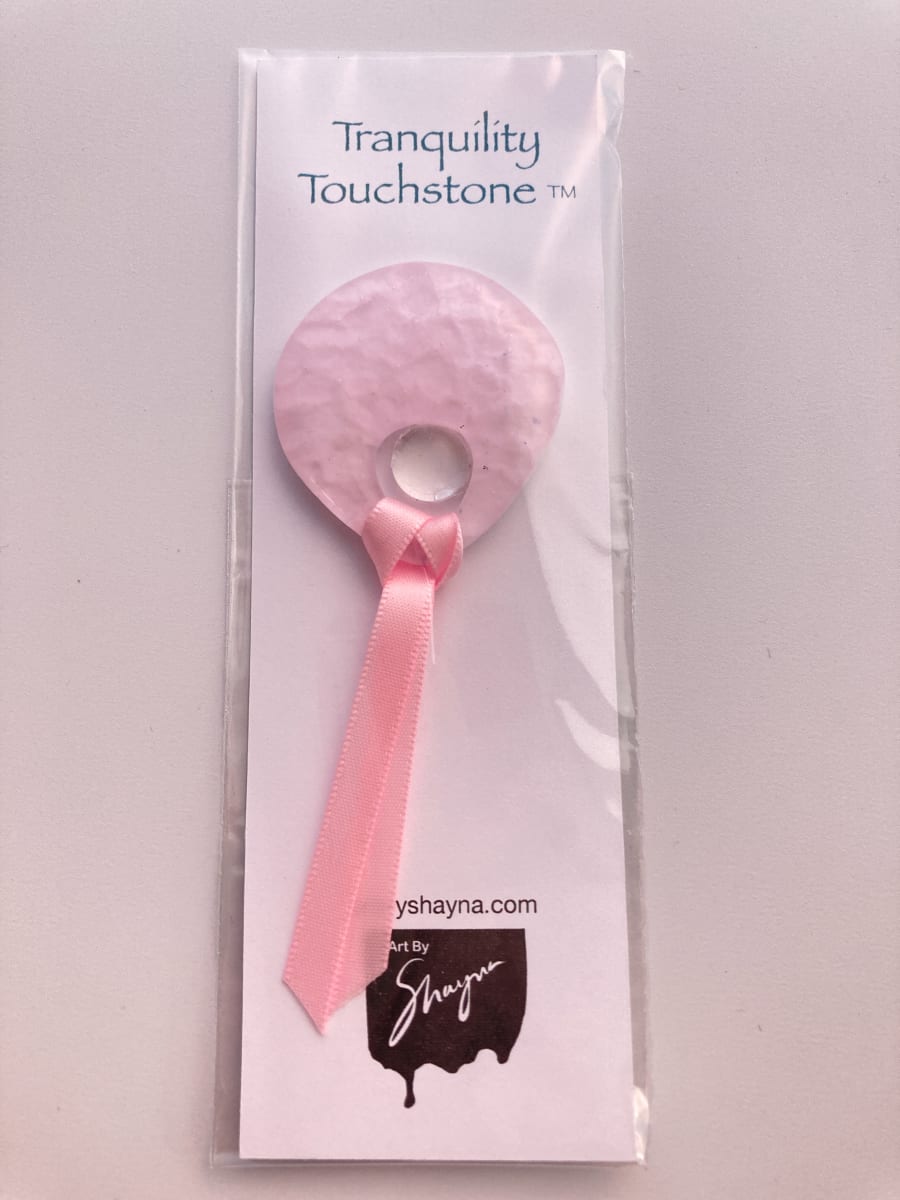 Tranquility
Touchstone ™
yshayna.com
Art By
Shayna